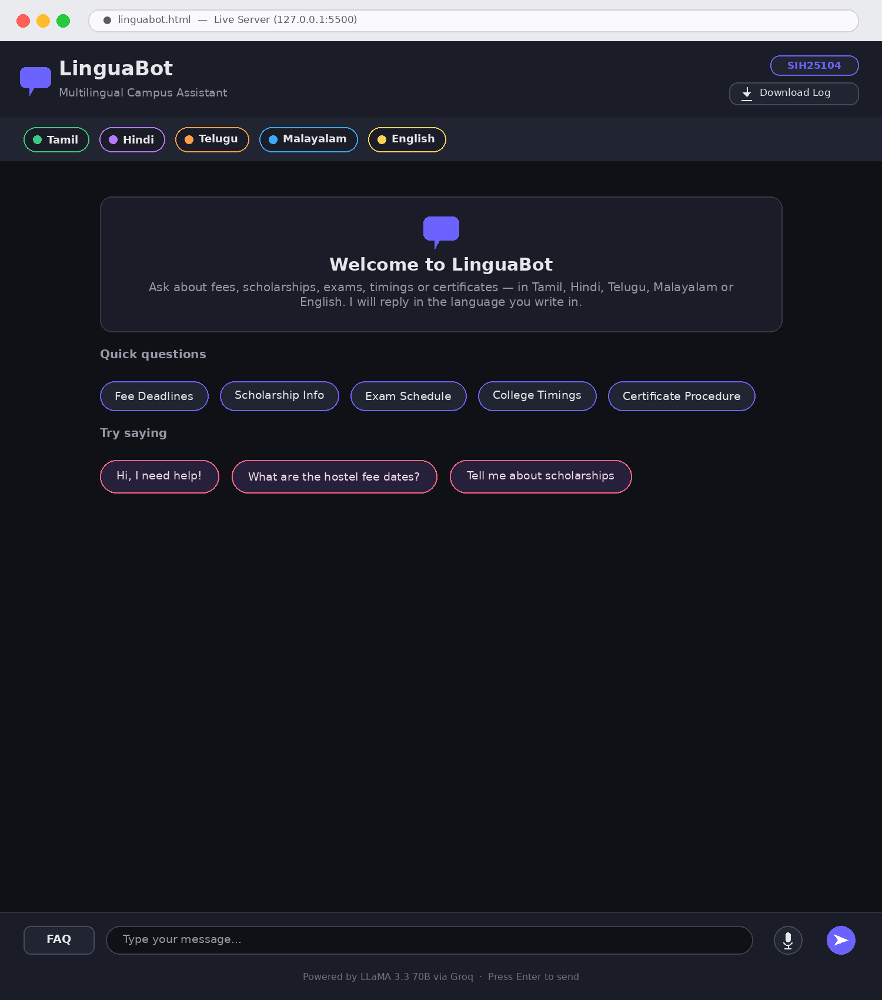 linguabot.html — Live Server (127.0.0.1:5500)
LinguaBot
SIH25104
Multilingual Campus Assistant
Download Log
Tamil Hindi Telugu Malayalam English
Welcome to LinguaBot
Ask about fees, scholarships, exams, timings or certificates — in Tamil, Hindi, Telugu, Malayalam or
English. I will reply in the language you write in.
Quick questions
Fee Deadlines Scholarship Info Exam Schedule College Timings Certificate Procedure
Try saying
Hi, I need help! What are the hostel fee dates? Tell me about scholarships
FAQ Type your message...
Powered by LLaMA 3.3 70B via Groq · Press Enter to send